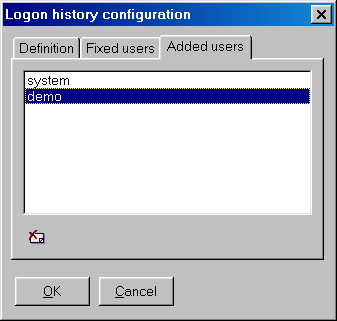 Logon history configuration
Definition Fixed users Added users
system
demo
OK Cancel